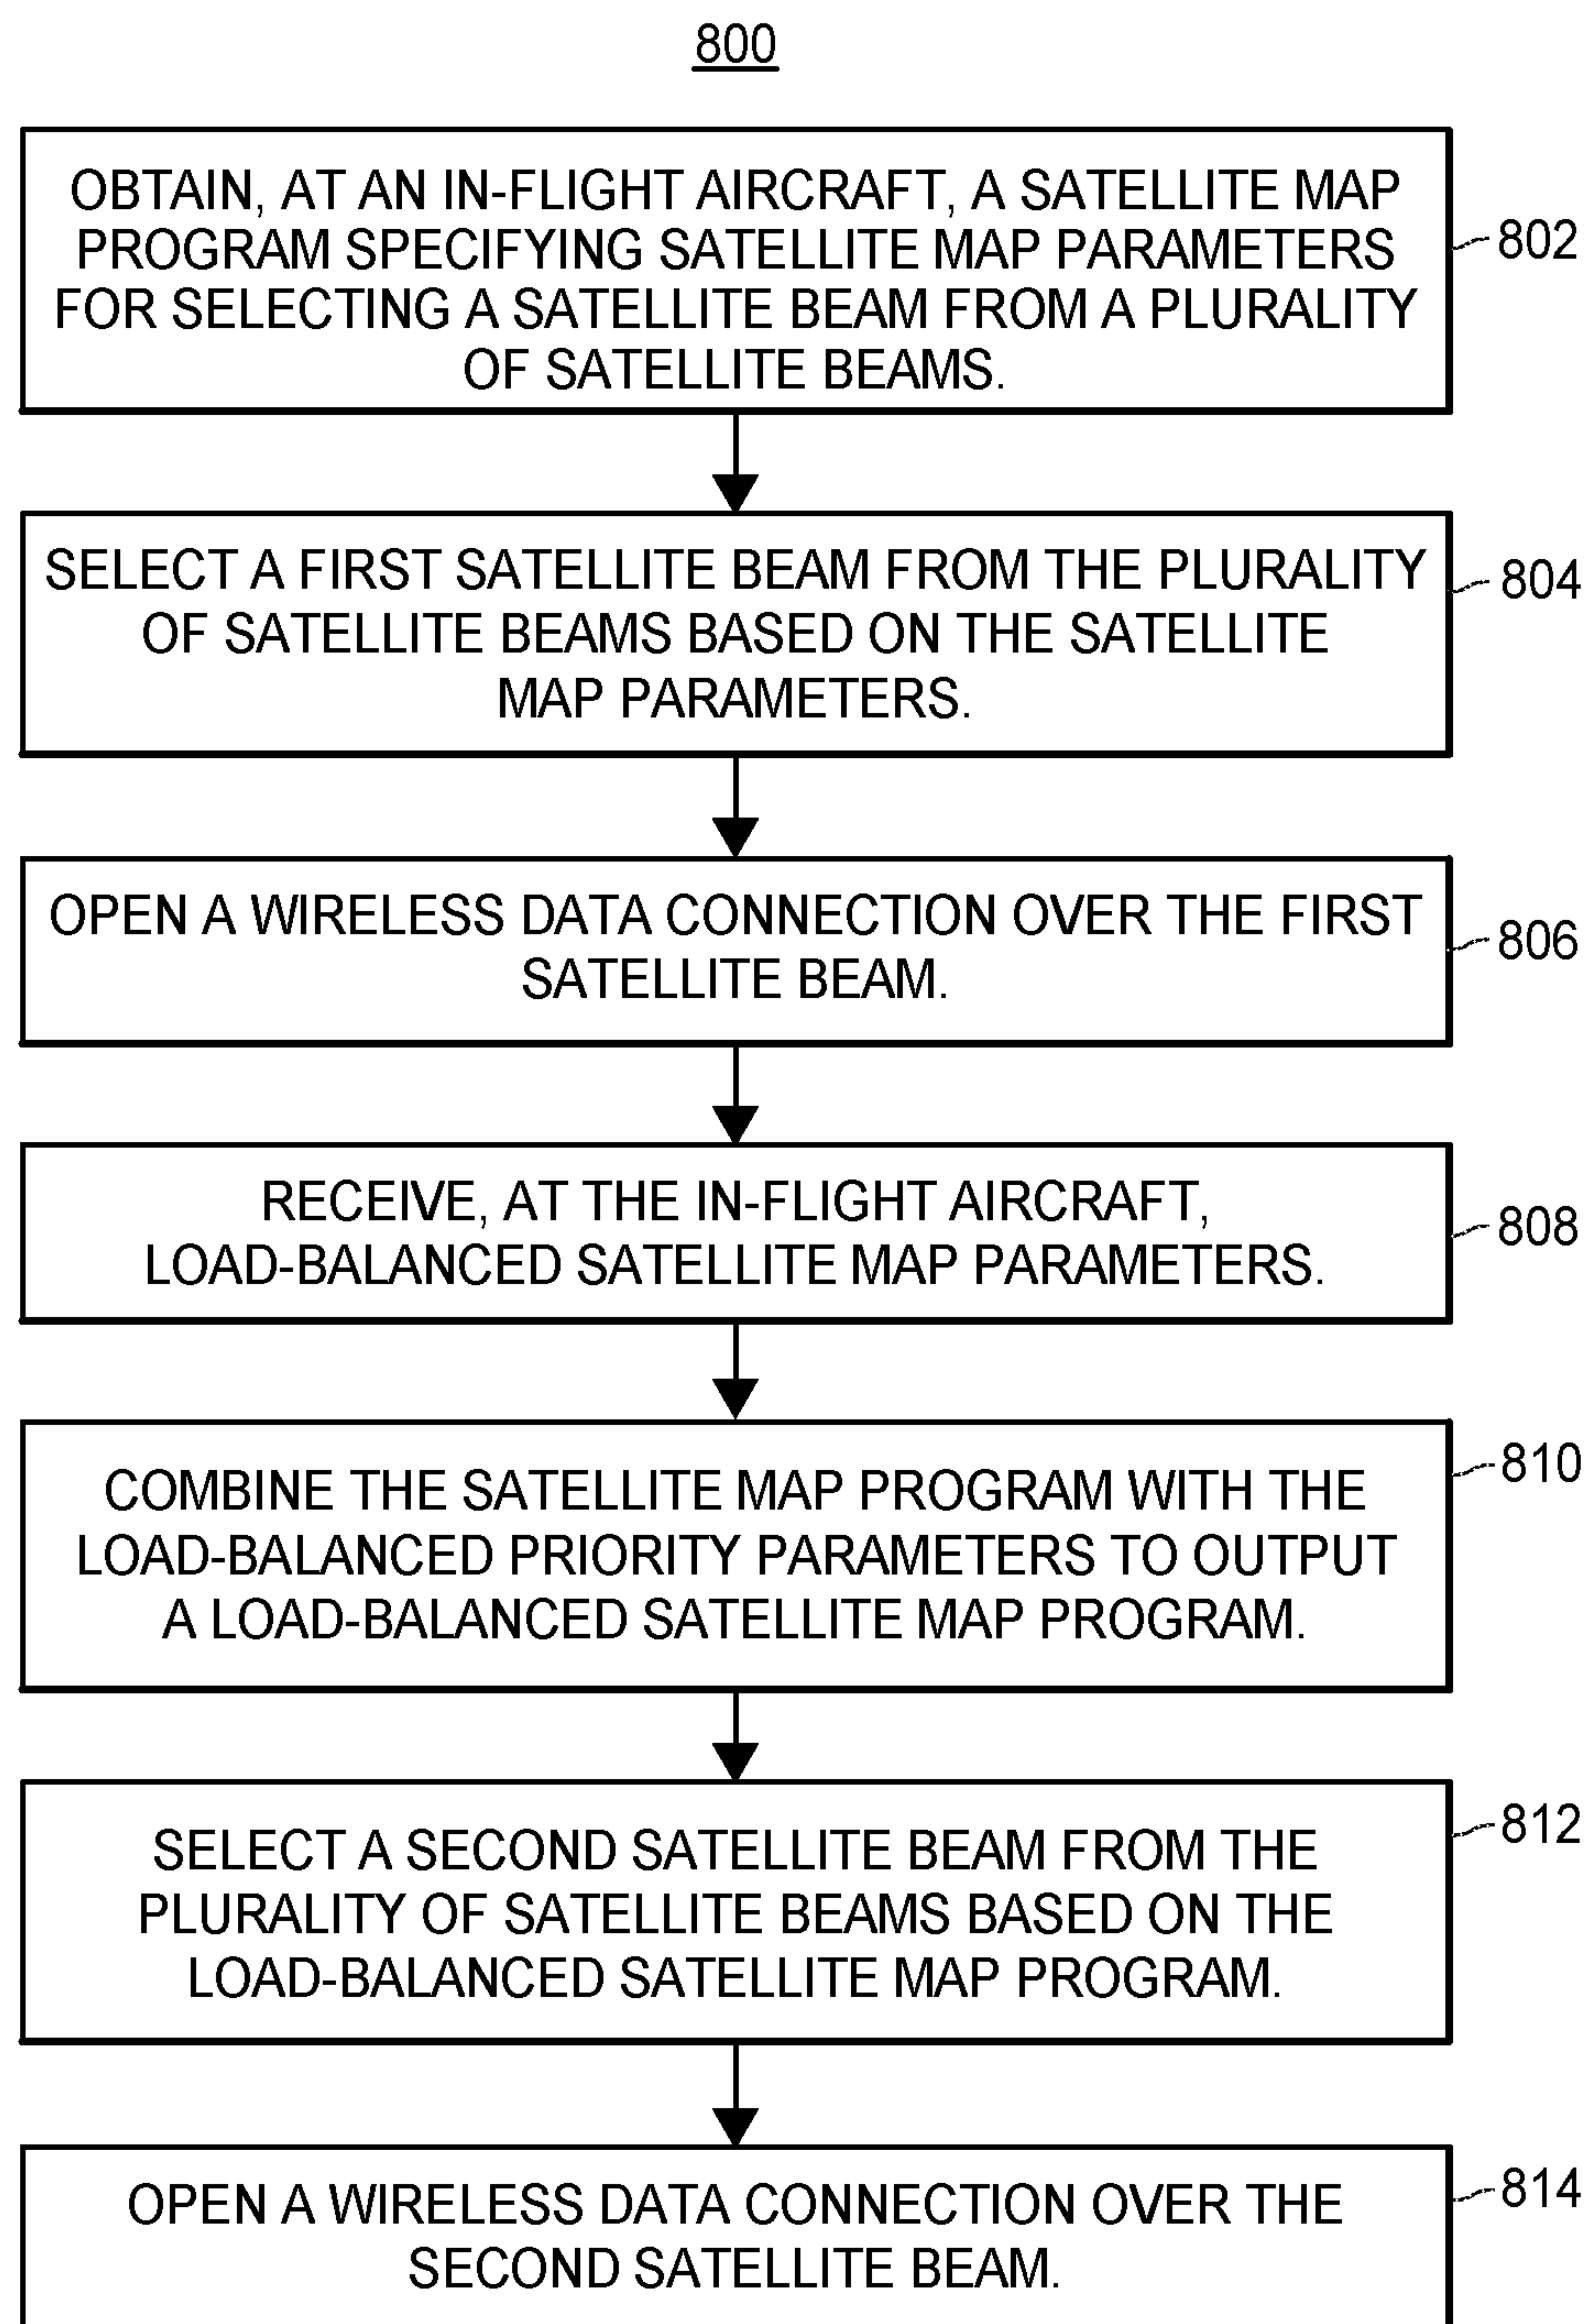 800
OBTAIN, AT AN IN-FLIGHT AIRCRAFT, A SATELLITE MAP
PROGRAM SPECIFYING SATELLITE MAP PARAMETERS
FOR SELECTING A SATELLITE BEAM FROM A PLURALITY
OF SATELLITE BEAMS.
802
SELECT A FIRST SATELLITE BEAM FROM THE PLURALITY
OF SATELLITE BEAMS BASED ON THE SATELLITE
MAP PARAMETERS.
804
OPEN A WIRELESS DATA CONNECTION OVER THE FIRST
SATELLITE BEAM.
806
RECEIVE, AT THE IN-FLIGHT AIRCRAFT,
LOAD-BALANCED SATELLITE MAP PARAMETERS.
808
COMBINE THE SATELLITE MAP PROGRAM WITH THE
LOAD-BALANCED PRIORITY PARAMETERS TO OUTPUT
A LOAD-BALANCED SATELLITE MAP PROGRAM.
810
SELECT A SECOND SATELLITE BEAM FROM THE
PLURALITY OF SATELLITE BEAMS BASED ON THE
LOAD-BALANCED SATELLITE MAP PROGRAM.
812
OPEN A WIRELESS DATA CONNECTION OVER THE
SECOND SATELLITE BEAM.
814